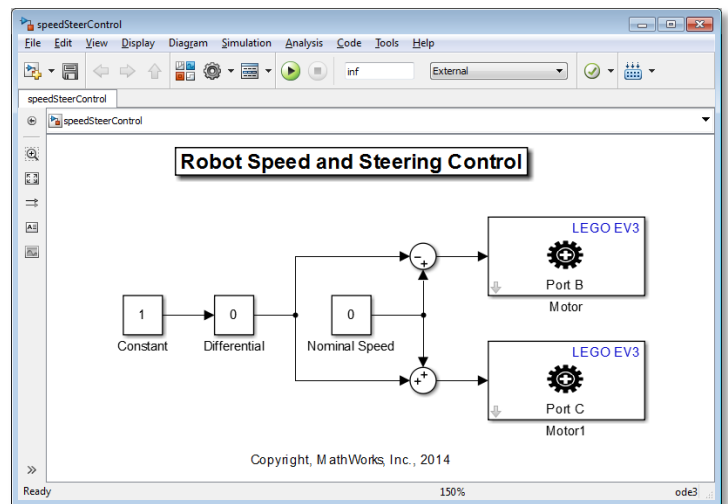 speedSteerControl
File Edit View Display Diagram Simulation Analysis Code Tools Help
inf External
speedSteerControl
speedSteerControl
Robot Speed and Steering Control
LEGO EV3
Port B
Motor
1 0 0
Constant Differential Nominal Speed
LEGO EV3
Port C
Motor1
Copyright, MathWorks, Inc., 2014
Ready 150% ode3